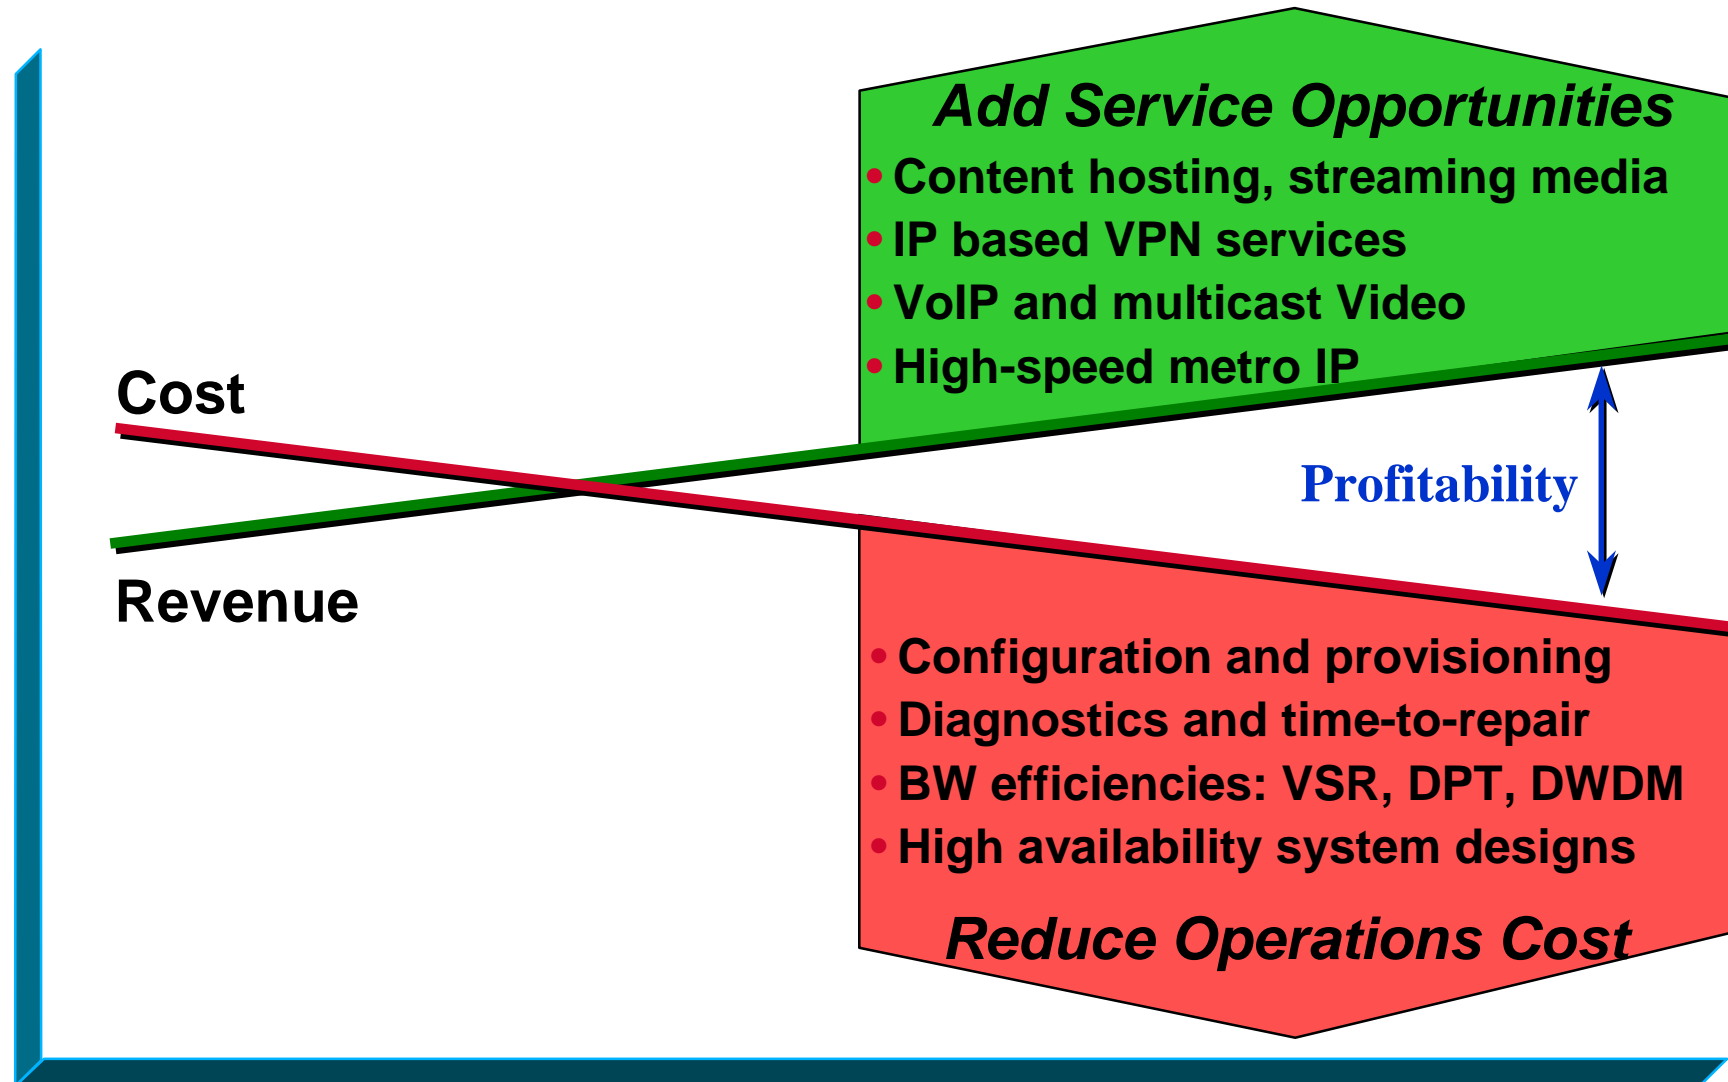 Add Service Opportunities
• Content hosting, streaming media
• IP based VPN services
• VoIP and multicast Video
• High-speed metro IP
Cost
Profitability
Revenue
• Configuration and provisioning
• Diagnostics and time-to-repair
• BW efficiencies: VSR, DPT, DWDM
• High availability system designs
Reduce Operations Cost